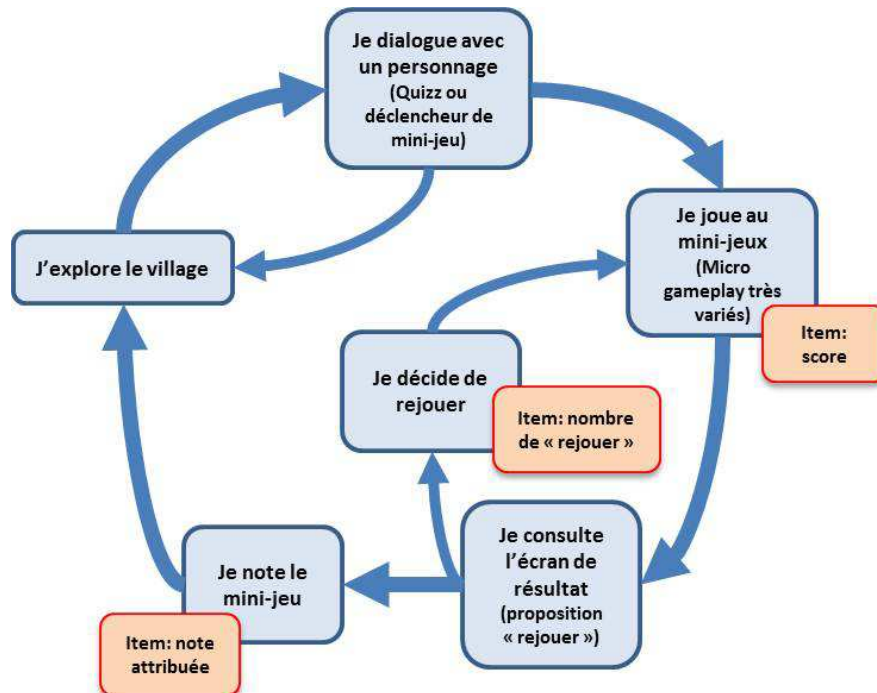 Je dialogue avec
un personnage
(Quizz ou
déclencheur de
mini-jeu)
J'explore le village
Je joue au
mini-jeux
(Micro
gameplay très
variés)
Item:
score
Je décide de
rejouer
Item: nombre
de « rejouer »
Je consulte
l'écran de
résultat
(proposition
« rejouer »)
Je note le
mini-jeu
Item: note
attribuée